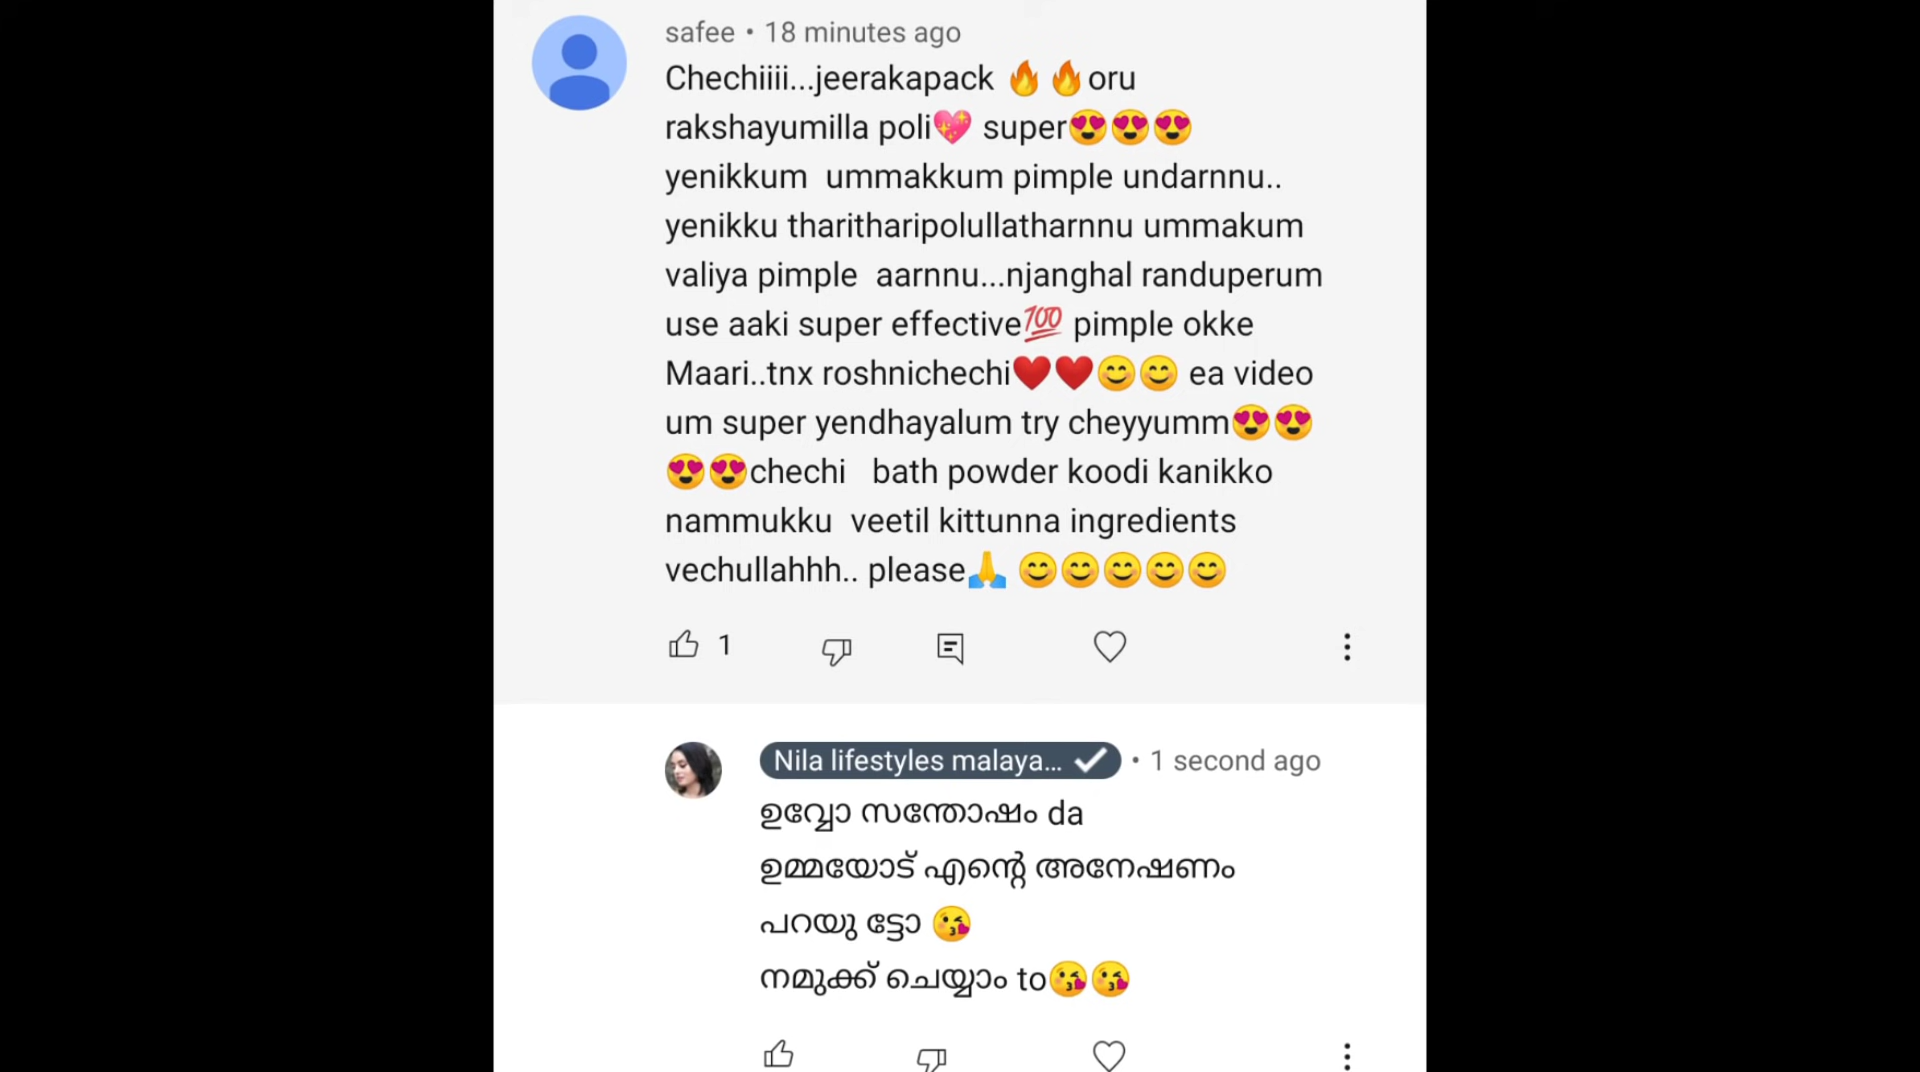 safee • 18 minutes ago
Chechiiii...jeerakapack 🔥🔥oru
rakshayumilla poli💖 super😍😍😍
yenikkum ummakkum pimple undarnnu..
yenikku tharitharipolullatharnnu ummakum
valiya pimple aarnnu...njanghal randuperum
use aaki super effective💯 pimple okke
Maari..tnx roshnichechi❤️❤️😊😊 ea video
um super yendhayalum try cheyyumm😍😍
😍😍chechi bath powder koodi kanikko
nammukku veetil kittunna ingredients
vechullahhh.. please🙏 😊😊😊😊😊
1
Nila lifestyles malaya... • 1 second ago
ഉവ്വോ സന്തോഷം da
ഉമ്മയോട് എന്റെ അനേഷണം
പറയു ട്ടോ 😘
നമുക്ക് ചെയ്യാം to😘😘